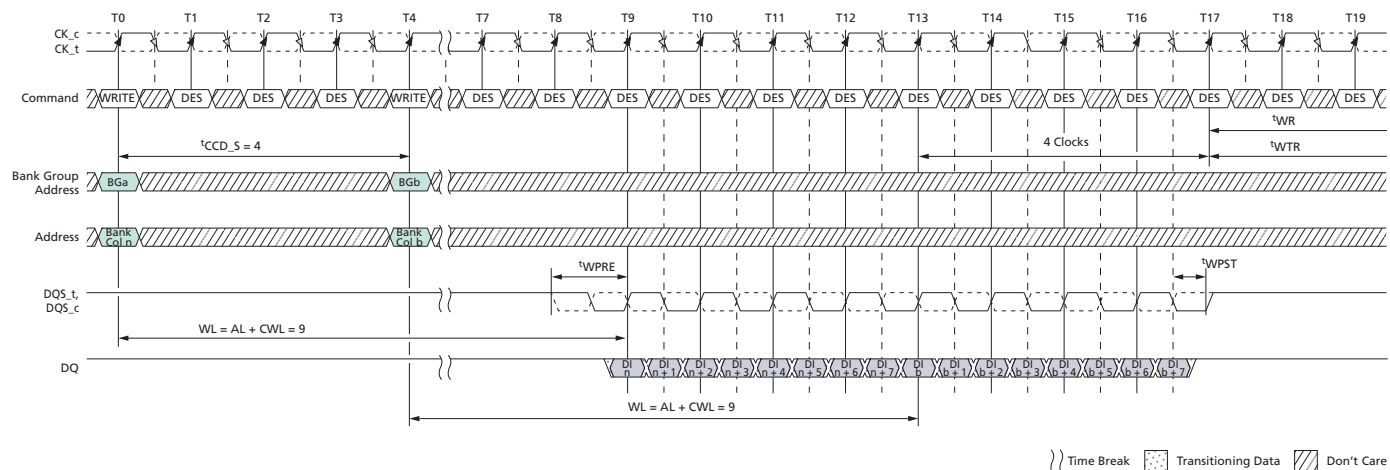 T0 T1 T2 T3 T4 T7 T8 T9 T10 T11 T12 T13 T14 T15 T16 T17 T18 T19
CK_c
CK_t
Command WRITE DES DES DES WRITE DES DES DES DES DES DES DES DES DES DES DES DES DES
tWR
tCCD_S = 4 4 Clocks tWTR
Bank Group
Address BGa BGb
Address Bank
Col n Bank
Col b
tWPRE tWPST
DQS_t,
DQS_c
WL = AL + CWL = 9
DQ DI
n DI
n + 1 DI
n + 2 DI
n + 3 DI
n + 4 DI
n + 5 DI
n + 6 DI
n + 7 DI
b DI
b + 1 DI
b + 2 DI
b + 3 DI
b + 4 DI
b + 5 DI
b + 6 DI
b + 7
WL = AL + CWL = 9
Time Break Transitioning Data Don't Care